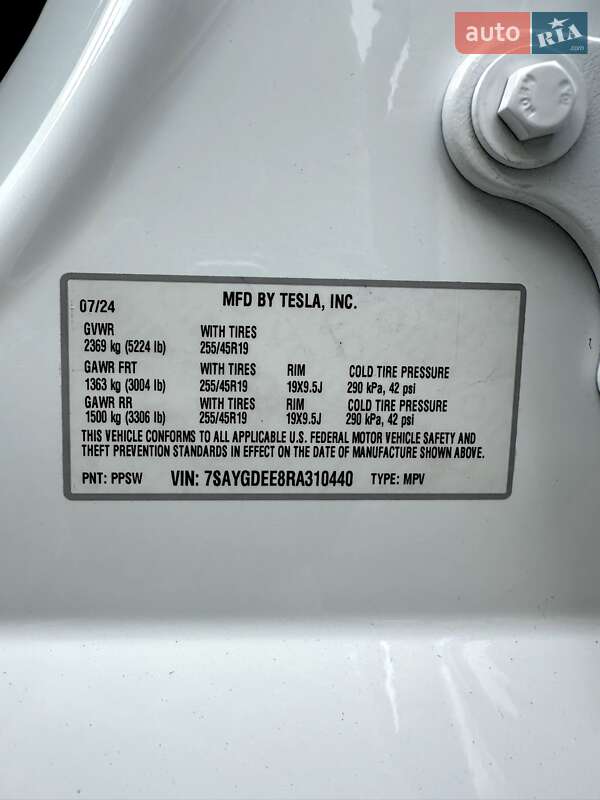 auto RIA .com
07/24 MFD BY TESLA, INC.
GVWR WITH TIRES
2369 kg (5224 lb) 255/45R19
GAWR FRT WITH TIRES RIM COLD TIRE PRESSURE
1363 kg (3004 lb) 255/45R19 19X9.5J 290 kPa, 42 psi
GAWR RR WITH TIRES RIM COLD TIRE PRESSURE
1500 kg (3306 lb) 255/45R19 19X9.5J 290 kPa, 42 psi
THIS VEHICLE CONFORMS TO ALL APPLICABLE U.S. FEDERAL MOTOR VEHICLE SAFETY AND
THEFT PREVENTION STANDARDS IN EFFECT ON THE DATE OF MANUFACTURE SHOWN ABOVE.
PNT: PPSW VIN: 7SAYGDEE8RA310440 TYPE: MPV